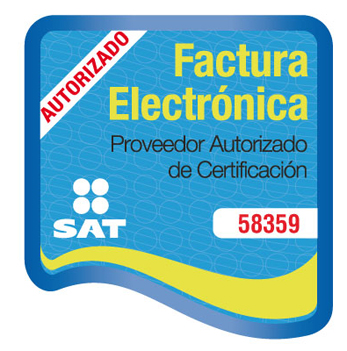 AUTORIZADO
Factura
Electrónica
Proveedor Autorizado
de Certificación
SAT
58359